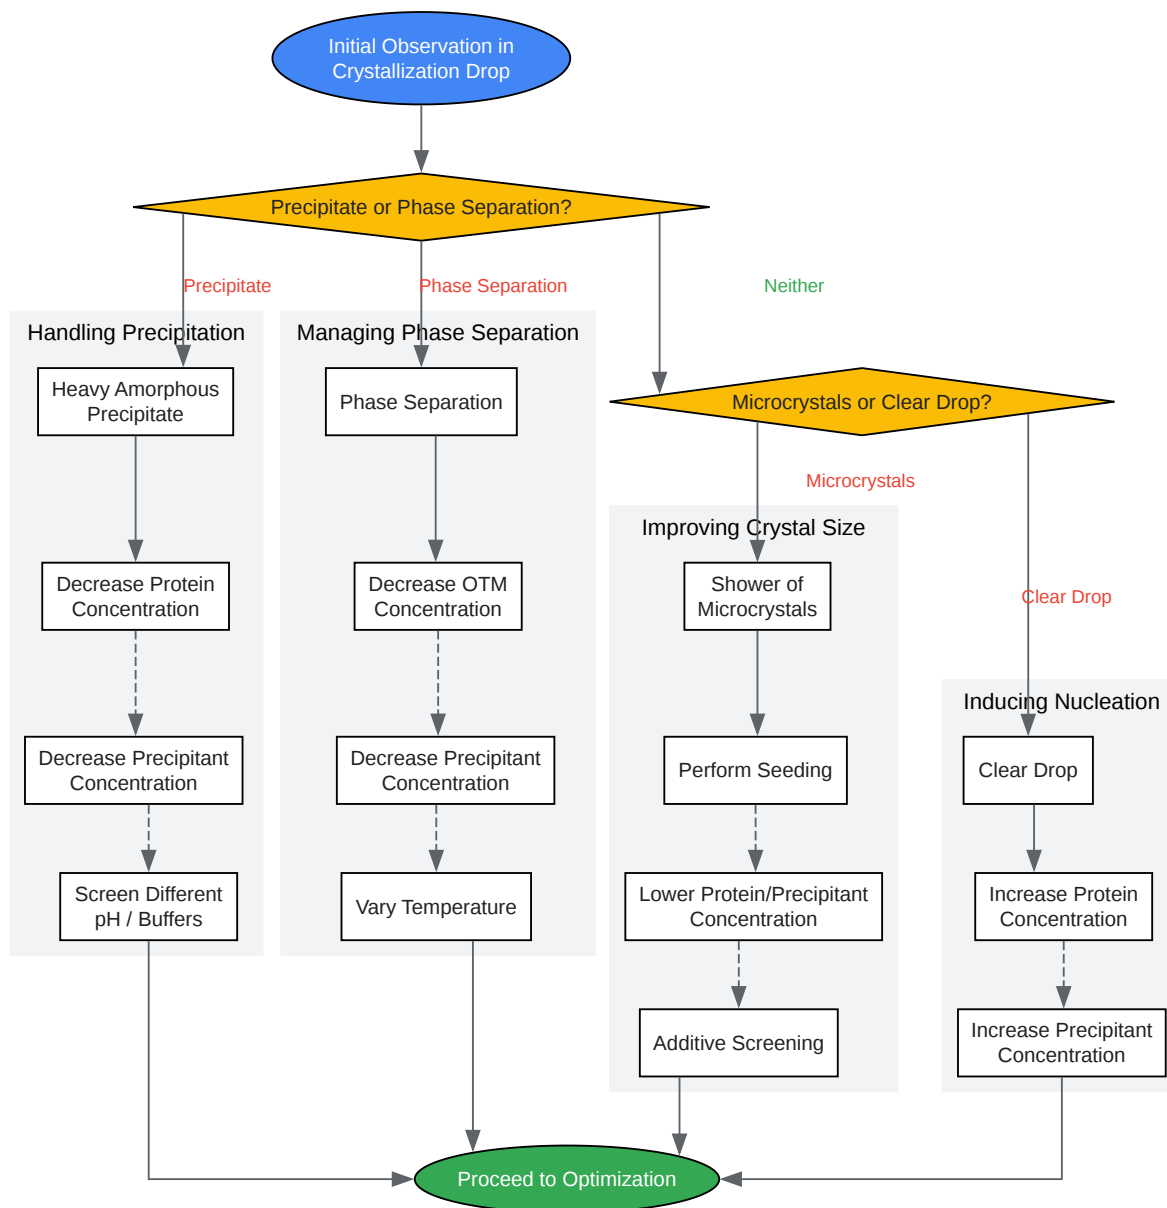 Initial Observation in
Crystallization Drop
Precipitate or Phase Separation?
Precipitate
Phase Separation
Neither
Handling Precipitation
Managing Phase Separation
Heavy Amorphous
Precipitate
Phase Separation
Microcrystals or Clear Drop?
Microcrystals
Improving Crystal Size
Decrease Protein
Concentration
Decrease OTM
Concentration
Shower of
Microcrystals
Clear Drop
Inducing Nucleation
Decrease Precipitant
Concentration
Decrease Precipitant
Concentration
Perform Seeding
Clear Drop
Screen Different
pH / Buffers
Vary Temperature
Lower Protein/Precipitant
Concentration
Increase Protein
Concentration
Additive Screening
Increase Precipitant
Concentration
Proceed to Optimization